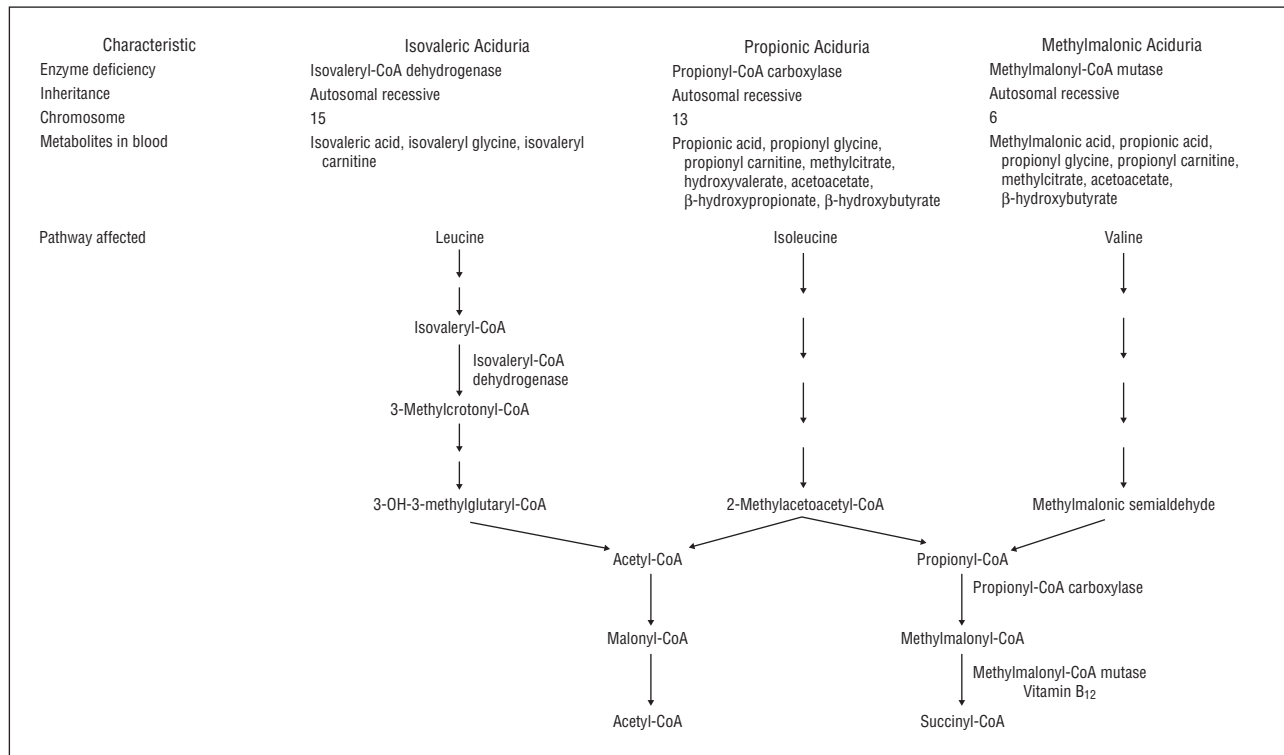 Characteristic Isovaleric Aciduria Propionic Aciduria Methylmalonic Aciduria
Enzyme deficiency Isovaleryl-CoA dehydrogenase Propionyl-CoA carboxylase Methylmalonyl-CoA mutase
Inheritance Autosomal recessive Autosomal recessive Autosomal recessive
Chromosome 15 13 6
Metabolites in blood Isovaleric acid, isovaleryl glycine, isovaleryl Propionic acid, propionyl glycine, Methylmalonic acid, propionic acid,
carnitine propionyl carnitine, methylcitrate, propionyl glycine, propionyl carnitine,
hydroxyvalerate, acetoacetate, methylcitrate, acetoacetate,
β-hydroxypropionate, β-hydroxybutyrate β-hydroxybutyrate
Pathway affected Leucine Isoleucine Valine
Isovaleryl-CoA
Isovaleryl-CoA
dehydrogenase
3-Methylcrotonyl-CoA
3-OH-3-methylglutaryl-CoA 2-Methylacetoacetyl-CoA Methylmalonic semialdehyde
Acetyl-CoA Propionyl-CoA
Propionyl-CoA carboxylase
Malonyl-CoA Methylmalonyl-CoA
Methylmalonyl-CoA mutase
Vitamin B12
Acetyl-CoA Succinyl-CoA